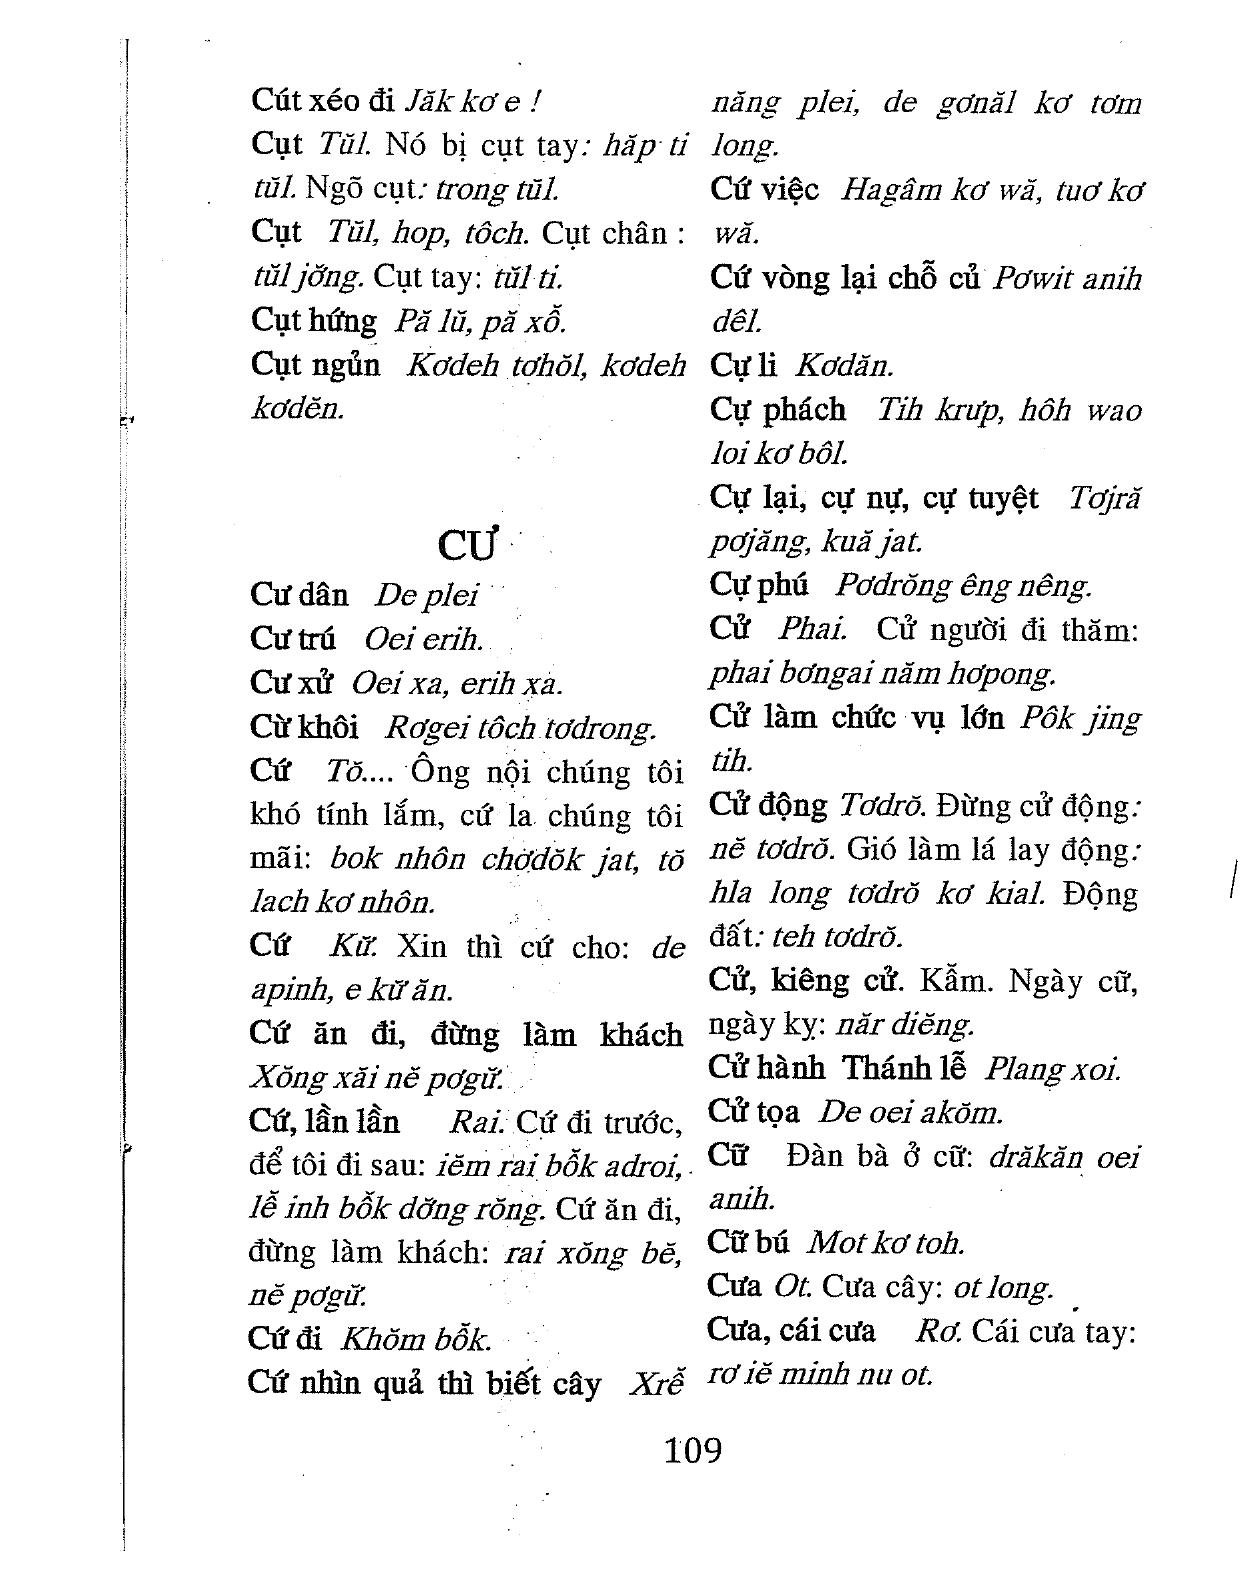 Cút xéo đi Jăk kơ e !
Cụt Tŭl. Nó bị cụt tay: hăp ti
tŭl. Ngõ cụt: trong tŭl.
Cụt Tŭl, hop, tôch. Cụt chân :
tŭl jỡng. Cụt tay: tŭl ti.
Cụt hứng Pă lŭ, pă xỗ.
Cụt ngủn Kơdeh tơhŏl, kơdeh
kơdĕn.
CƯ
Cư dân De plei
Cư trú Oei erih.
Cư xử Oei xa, erih xa.
Cừ khôi Rơgei tôch tơdrong.
Cứ Tŏ.... Ông nội chúng tôi
khó tính lắm, cứ la chúng tôi
mãi: bok nhôn chơdŏk jat, tŏ
lach kơ nhôn.
Cứ Kữ. Xin thì cứ cho: de
apinh, e kữ ăn.
Cứ ăn đi, đừng làm khách
Xŏng xăi nĕ pơgữ.
Cứ, lần lần Rai. Cứ đi trước,
để tôi đi sau: iĕm rai bỗk adroi,
lễ inh bỗk dỡng rŏng. Cứ ăn đi,
đừng làm khách: rai xŏng bĕ,
nĕ pơgữ.
Cứ đi Khŏm bỗk.
Cứ nhìn quả thì biết cây Xrễ
năng plei, de gơnăl kơ tơm
long.
Cứ việc Hagâm kơ wă, tuơ kơ
wă.
Cứ vòng lại chỗ củ Pơwit anih
dêl.
Cự li Kơdăn.
Cự phách Tih krưp, hôh wao
loi kơ bôl.
Cự lại, cự nự, cự tuyệt Tơjră
pơjăng, kuă jat.
Cự phú Pơdrŏng êng nêng.
Cử Phai. Cử người đi thăm:
phai bơngai năm hơpong.
Cử làm chức vụ lớn Pôk jing
tih.
Cử động Tơdrŏ. Đừng cử động:
nĕ tơdrŏ. Gió làm lá lay động:
hla long tơdrŏ kơ kial. Động
đất: teh tơdrŏ.
Cử, kiêng cử. Kẵm. Ngày cữ,
ngày kỵ: năr diĕng.
Cử hành Thánh lễ Plang xoi.
Cử tọa De oei akŏm.
Cữ Đàn bà ở cữ: drăkăn oei
anih.
Cữ bú Mot kơ toh.
Cưa Ot. Cưa cây: ot long.
Cưa, cái cưa Rơ. Cái cưa tay:
rơ iĕ minh nu ot.
109